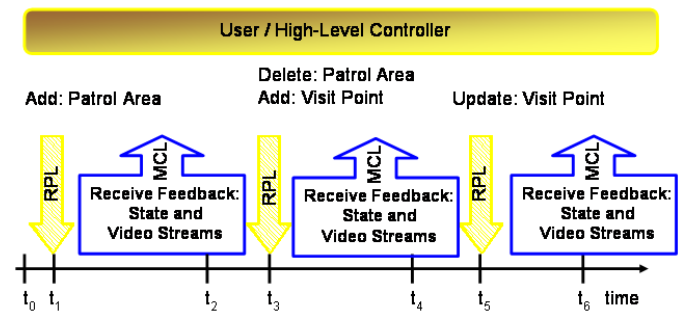 User / High-Level Controller
Delete: Patrol Area
Add: Patrol Area
Add: Visit Point
Update: Visit Point
RPL
MCL
RPL
MCL
RPL
MCL
Receive Feedback:
State and
Video Streams
Receive Feedback:
State and
Video Streams
Receive Feedback:
State and
Video Streams
t0
t1
t2
t3
t4
t5
t6
time